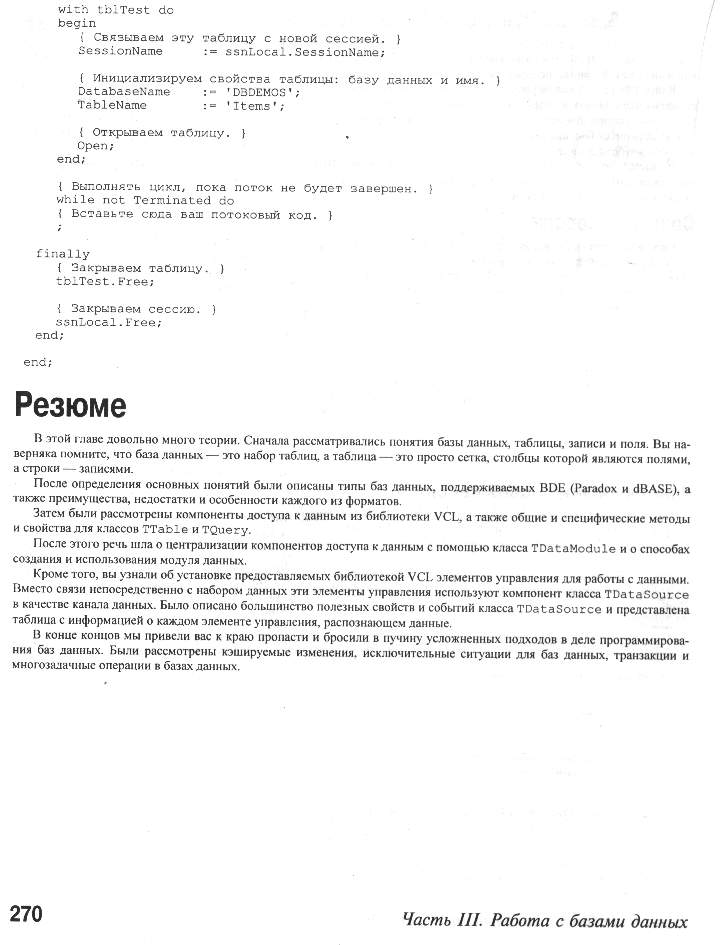 with tblTest do
begin
{ Связываем эту таблицу с новой сессией. }
SessionName := ssnLocal.SessionName;
{ Инициализируем свойства таблицы: базу данных и имя. }
DatabaseName := 'DBDEMOS';
TableName := 'Items';
{ Открываем таблицу. }
Open;
end;
{ Выполнять цикл, пока поток не будет завершен. }
while not Terminated do
{ Вставьте сюда ваш потоковый код. }
;
finally
{ Закрываем таблицу. }
tblTest.Free;
{ Закрываем сессию. }
ssnLocal.Free;
end;
end;
Резюме
В этой главе довольно много теории. Сначала рассматривались понятия базы данных, таблицы, записи и поля. Вы на-
верняка помните, что база данных — это набор таблиц, а таблица — это просто сетка, столбцы которой являются полями,
а строки — записями.
После определения основных понятий были описаны типы баз данных, поддерживаемых BDE (Paradox и dBASE), а
также преимущества, недостатки и особенности каждого из форматов.
Затем были рассмотрены компоненты доступа к данным из библиотеки VCL, а также общие и специфические методы
и свойства для классов TTable и TQuery.
После этого речь шла о централизации компонентов доступа к данным с помощью класса TDataModule и о способах
создания и использования модуля данных.
Кроме того, вы узнали об установке предоставляемых библиотекой VCL элементов управления для работы с данными.
Вместо связи непосредственно с набором данных эти элементы управления используют компонент класса TDataSource
в качестве канала данных. Было описано большинство полезных свойств и событий класса TDataSource и представлена
таблица с информацией о каждом элементе управления, распознающем данные.
В конце концов мы привели вас к краю пропасти и бросили в пучину усложненных подходов в деле программирова-
ния баз данных. Были рассмотрены кэшируемые изменения, исключительные ситуации для баз данных, транзакции и
многозадачные операции в базах данных.
270
Часть III. Работа с базами данных